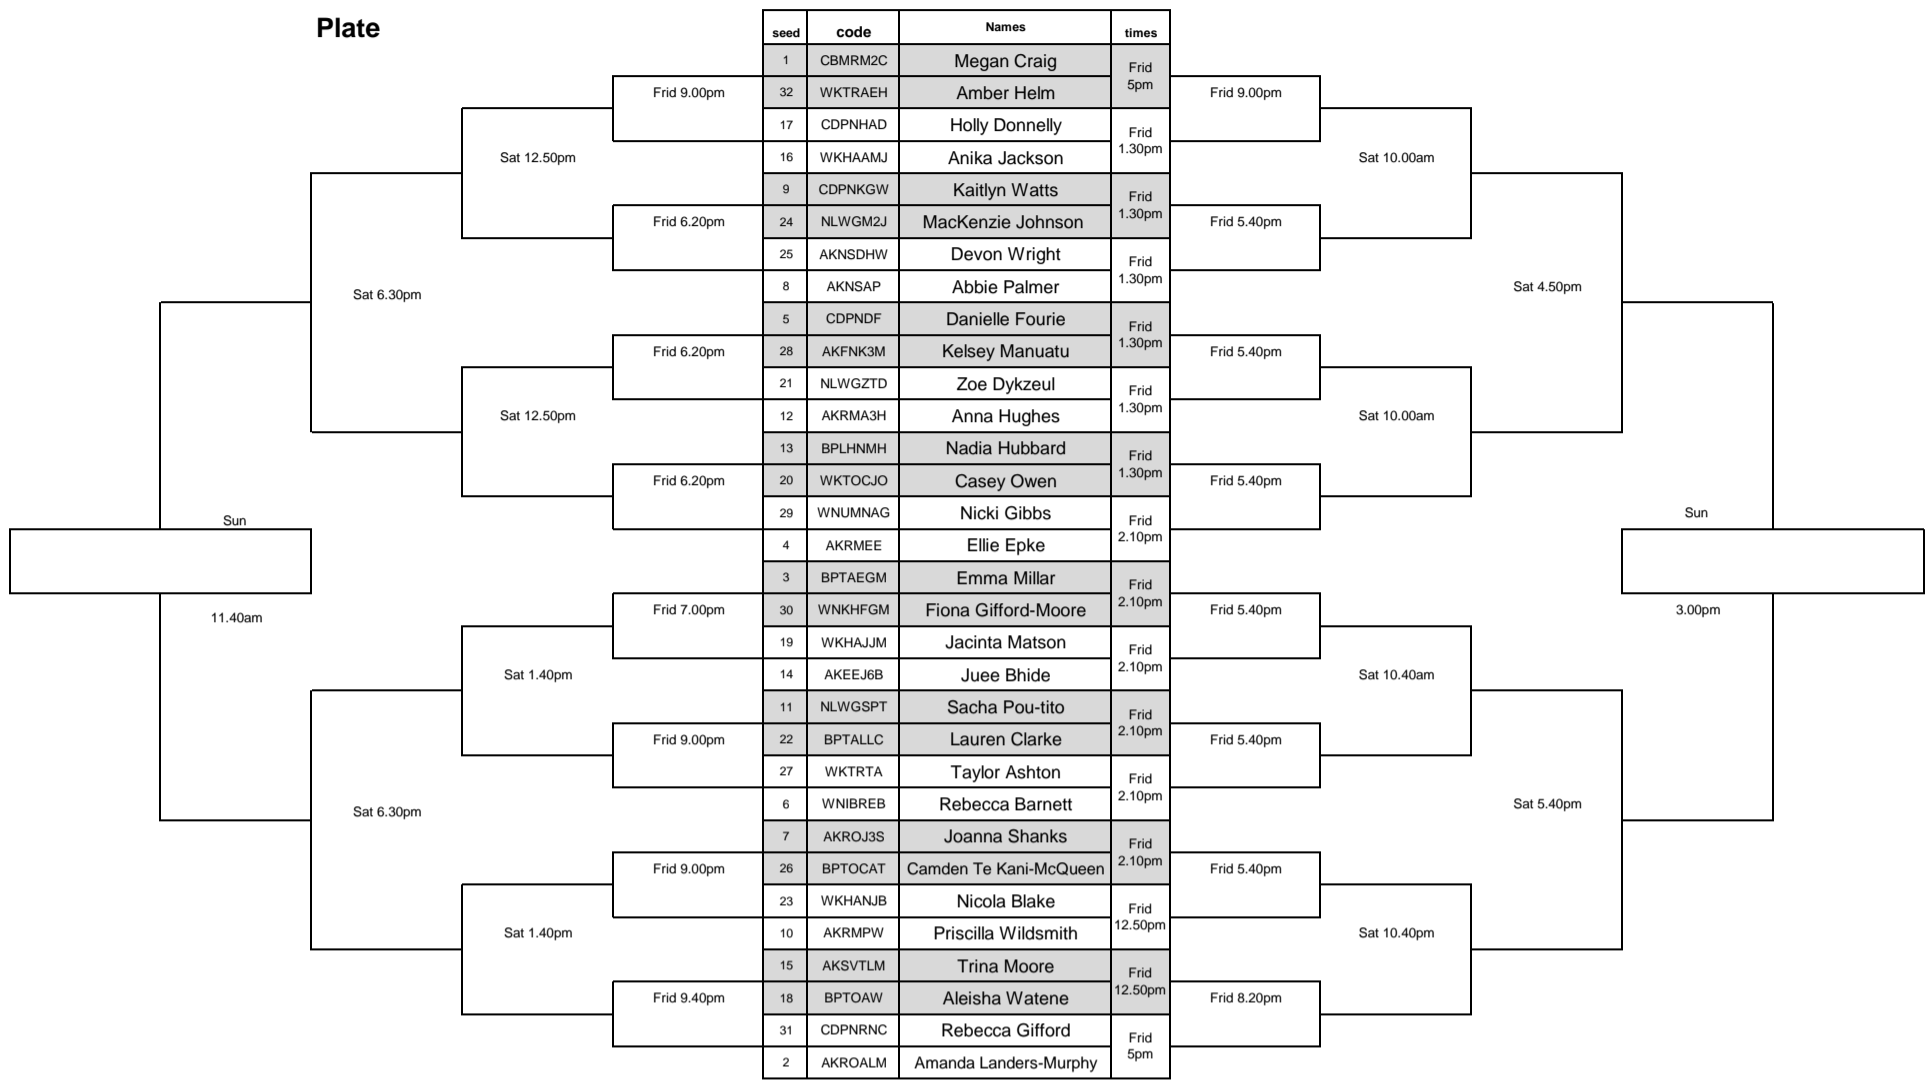 Plate
seed code Names times
1 CBMRM2C Megan Craig Frid
5pm
Frid 9.00pm 32 WKTRAEH Amber Helm Frid 9.00pm
17 CDPNHAD Holly Donnelly Frid
1.30pm
Sat 12.50pm 16 WKHAAMJ Anika Jackson Sat 10.00am
9 CDPNKGW Kaitlyn Watts Frid
1.30pm
Frid 6.20pm 24 NLWGM2J MacKenzie Johnson Frid 5.40pm
25 AKNSDHW Devon Wright Frid
1.30pm
Sat 6.30pm 8 AKNSAP Abbie Palmer Sat 4.50pm
5 CDPNDF Danielle Fourie Frid
1.30pm
Frid 6.20pm 28 AKFNK3M Kelsey Manuatu Frid 5.40pm
21 NLWGZTD Zoe Dykzeul Frid
1.30pm
Sat 12.50pm 12 AKRMA3H Anna Hughes Sat 10.00am
13 BPLHNMH Nadia Hubbard Frid
1.30pm
Frid 6.20pm 20 WKTOCJO Casey Owen Frid 5.40pm
Sun 29 WNUMNAG Nicki Gibbs Frid Sun
2.10pm
4 AKRMEE Ellie Epke
3 BPTAEGM Emma Millar Frid
2.10pm
11.40am Frid 7.00pm 30 WNKHFGM Fiona Gifford-Moore Frid 5.40pm 3.00pm
19 WKHAJJM Jacinta Matson Frid
2.10pm
Sat 1.40pm 14 AKEEJ6B Juee Bhide Sat 10.40am
11 NLWGSPT Sacha Pou-tito Frid
2.10pm
Frid 9.00pm 22 BPTALLC Lauren Clarke Frid 5.40pm
27 WKTRTA Taylor Ashton Frid
2.10pm
Sat 6.30pm 6 WNIBREB Rebecca Barnett Sat 5.40pm
7 AKROJ3S Joanna Shanks Frid
2.10pm
Frid 9.00pm 26 BPTOCAT Camden Te Kani-McQueen Frid 5.40pm
23 WKHANJB Nicola Blake Frid
12.50pm
Sat 1.40pm 10 AKRMPW Priscilla Wildsmith Sat 10.40pm
15 AKSVTLM Trina Moore Frid
12.50pm
Frid 9.40pm 18 BPTOAW Aleisha Watene Frid 8.20pm
31 CDPNRNC Rebecca Gifford Frid
5pm
2 AKROALM Amanda Landers-Murphy